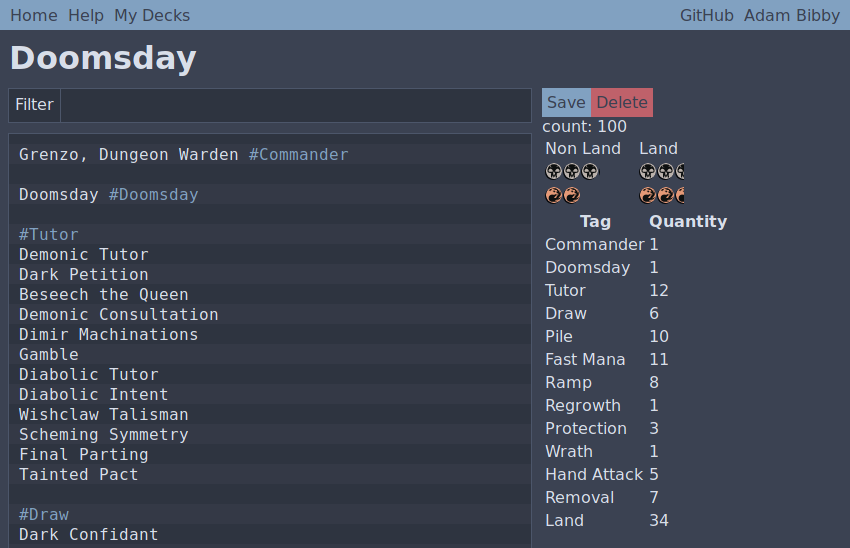 Home Help My Decks GitHub Adam Bibby
Doomsday
Filter
Grenzo, Dungeon Warden #Commander
Doomsday #Doomsday
#Tutor
Demonic Tutor
Dark Petition
Beseech the Queen
Demonic Consultation
Dimir Machinations
Gamble
Diabolic Tutor
Diabolic Intent
Wishclaw Talisman
Scheming Symmetry
Final Parting
Tainted Pact
#Draw
Dark Confidant
Save Delete
count: 100
Non Land Land
Tag Quantity
Commander 1
Doomsday 1
Tutor 12
Draw 6
Pile 10
Fast Mana 11
Ramp 8
Regrowth 1
Protection 3
Wrath 1
Hand Attack 5
Removal 7
Land 34